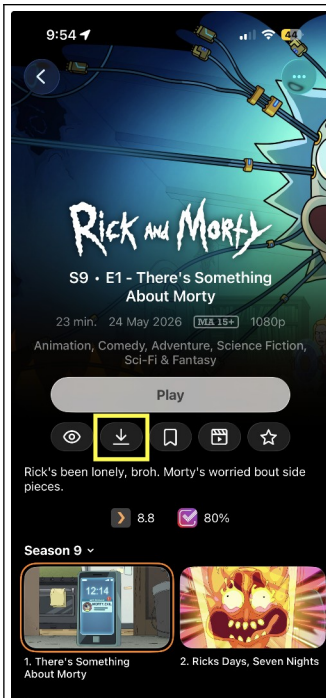 9:54
44
Rick and Morty
S9 • E1 - There's Something
About Morty
23 min. 24 May 2026 MA 15+ 1080p
Animation, Comedy, Adventure, Science Fiction,
Sci-Fi & Fantasy
Play
Rick's been lonely, broh. Morty's worried bout side
pieces.
8.8 80%
Season 9
12:14
1. There's Something
About Morty
2. Ricks Days, Seven Nights